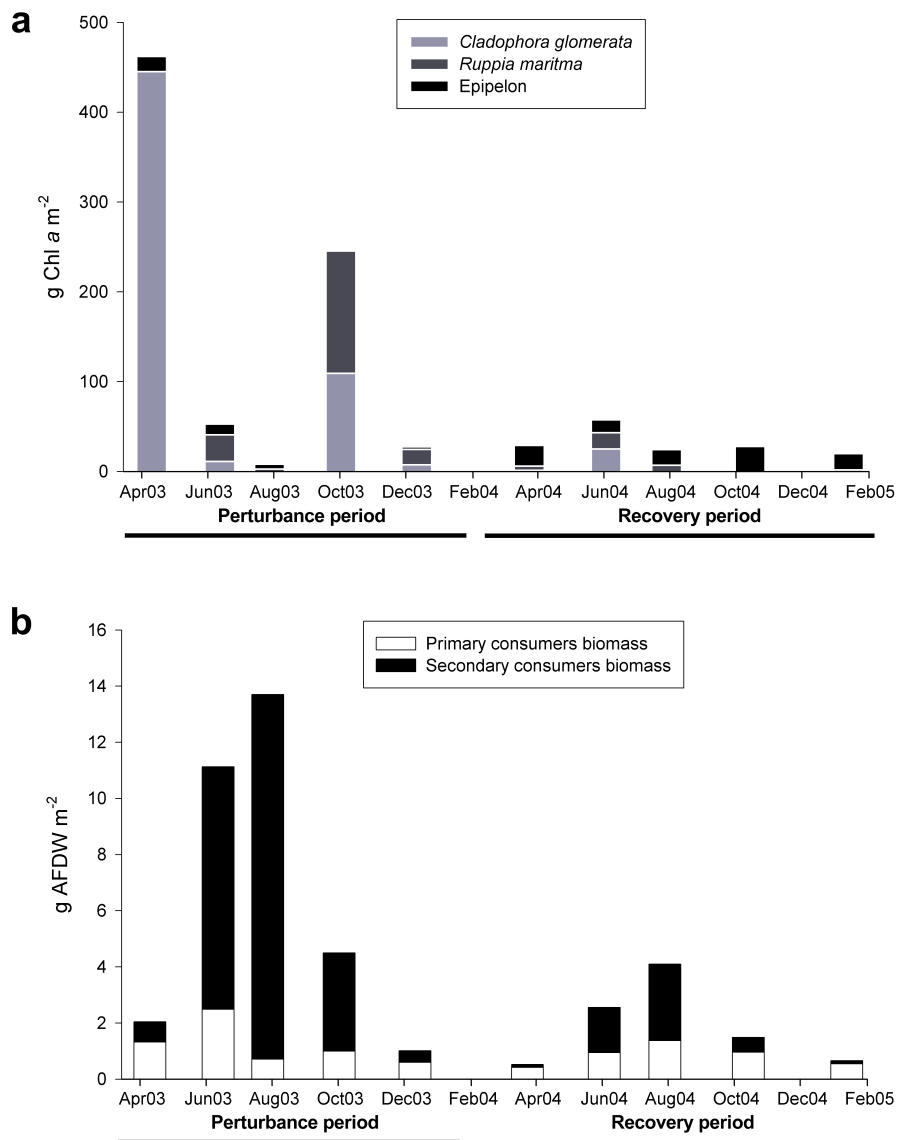 a
500
400
300
200
100
0
g Chl a m-2
Cladophora glomerata
Ruppia maritma
Epipelon
Apr03 Jun03 Aug03 Oct03 Dec03 Feb04 Apr04 Jun04 Aug04 Oct04 Dec04 Feb05
Perturbance period Recovery period
b
16
14
12
10
8
6
4
2
0
g AFDW m-2
Primary consumers biomass
Secondary consumers biomass
Apr03 Jun03 Aug03 Oct03 Dec03 Feb04 Apr04 Jun04 Aug04 Oct04 Dec04 Feb05
Perturbance period Recovery period